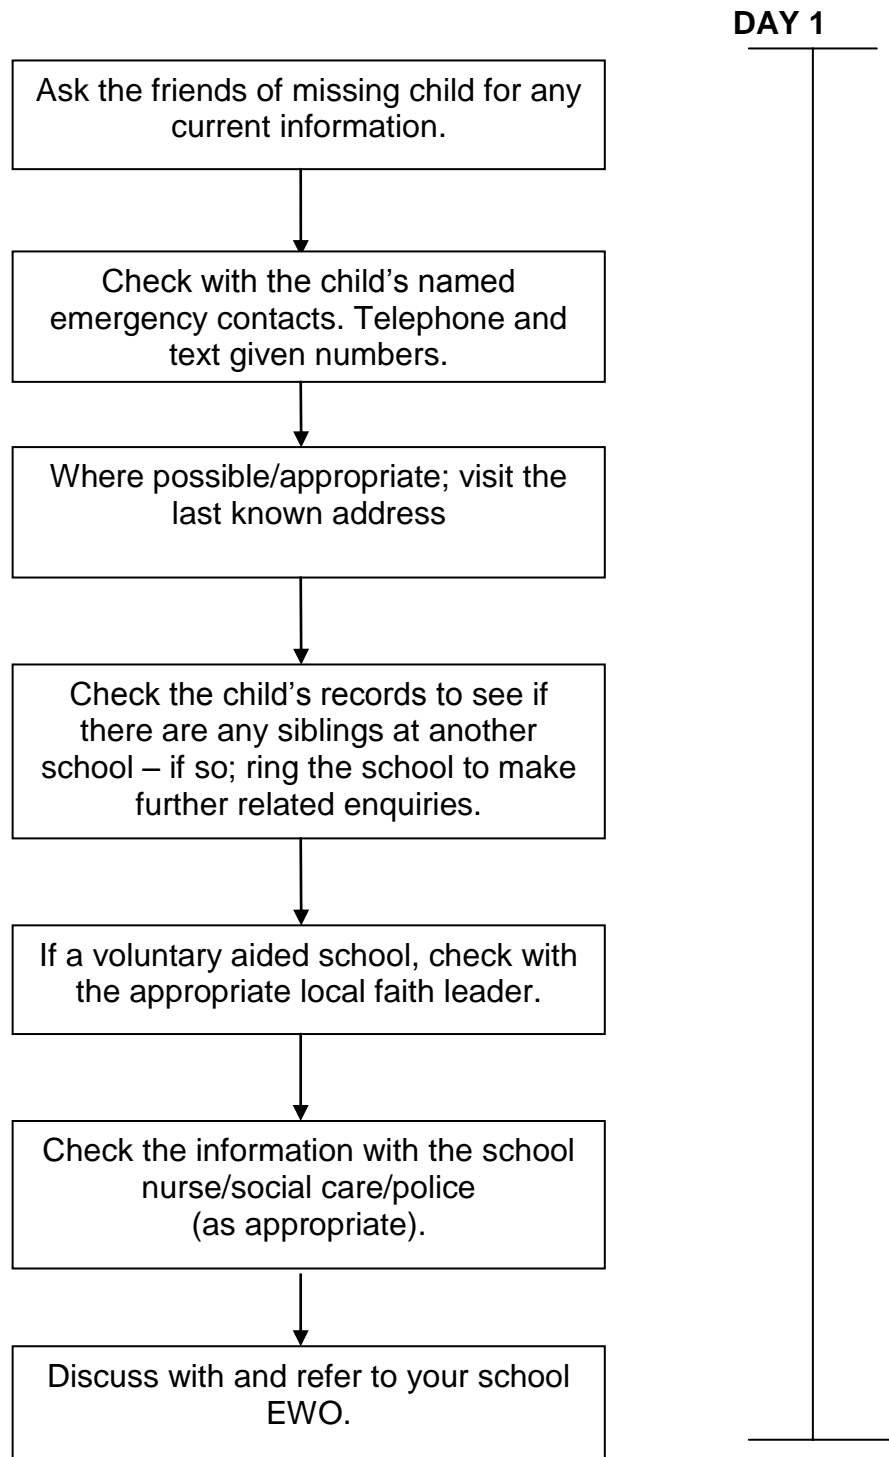 DAY 1
Ask the friends of missing child for any
current information.
Check with the child’s named
emergency contacts. Telephone and
text given numbers.
Where possible/appropriate; visit the
last known address
Check the child’s records to see if
there are any siblings at another
school – if so; ring the school to make
further related enquiries.
If a voluntary aided school, check with
the appropriate local faith leader.
Check the information with the school
nurse/social care/police
(as appropriate).
Discuss with and refer to your school
EWO.